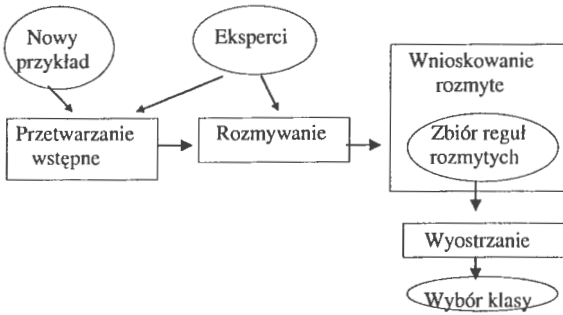 Nowy
przykład
Eksperci
Wnioskowanie
rozmyte
Przetwarzanie
wstępne
Rozmywanie
Zbiór reguł
rozmytych
Wyostrzanie
Wybór klasy